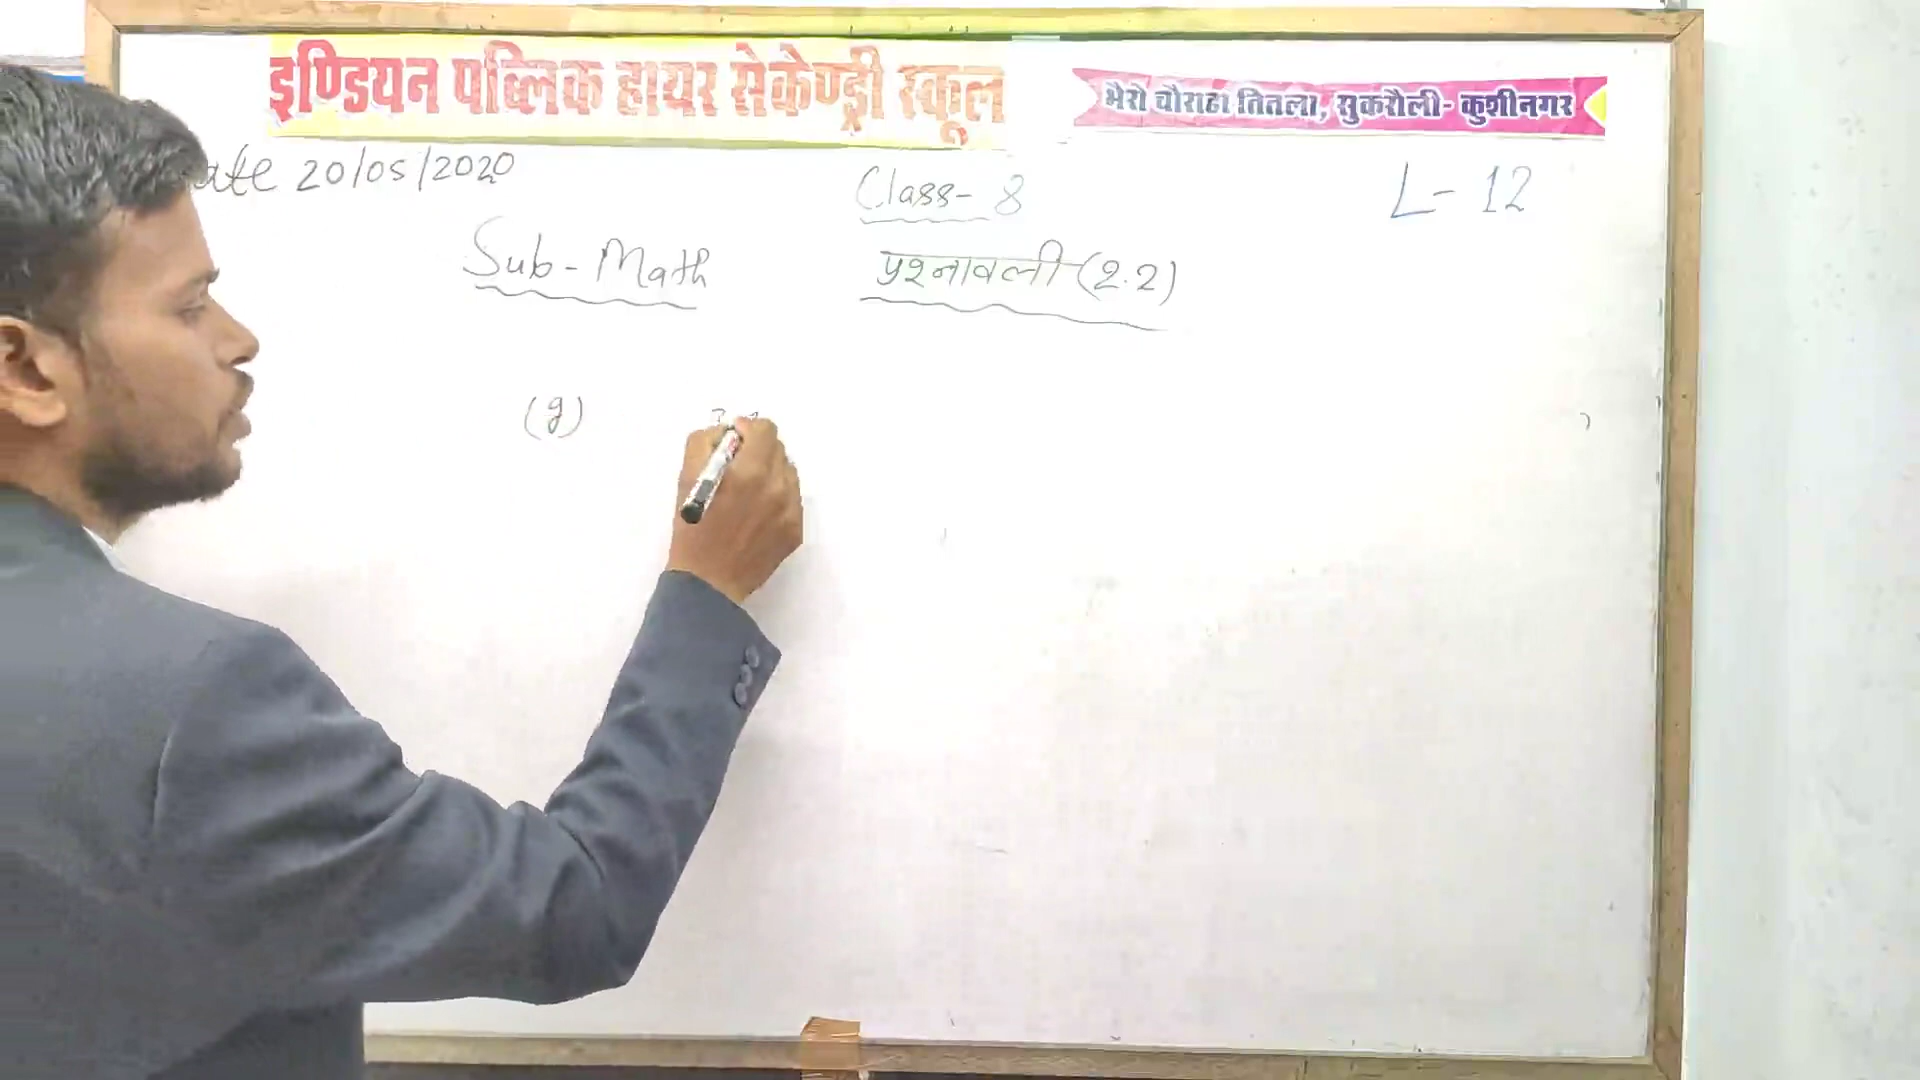 इण्डियन पब्लिक हायर सेकेण्ड्री स्कूल
भैरो चौराहा तितला, सुकरौली- कुशीनगर
ate 20/05/2020
Class- 8
L- 12
Sub-Math
प्रश्नावली (2.2)
(g)